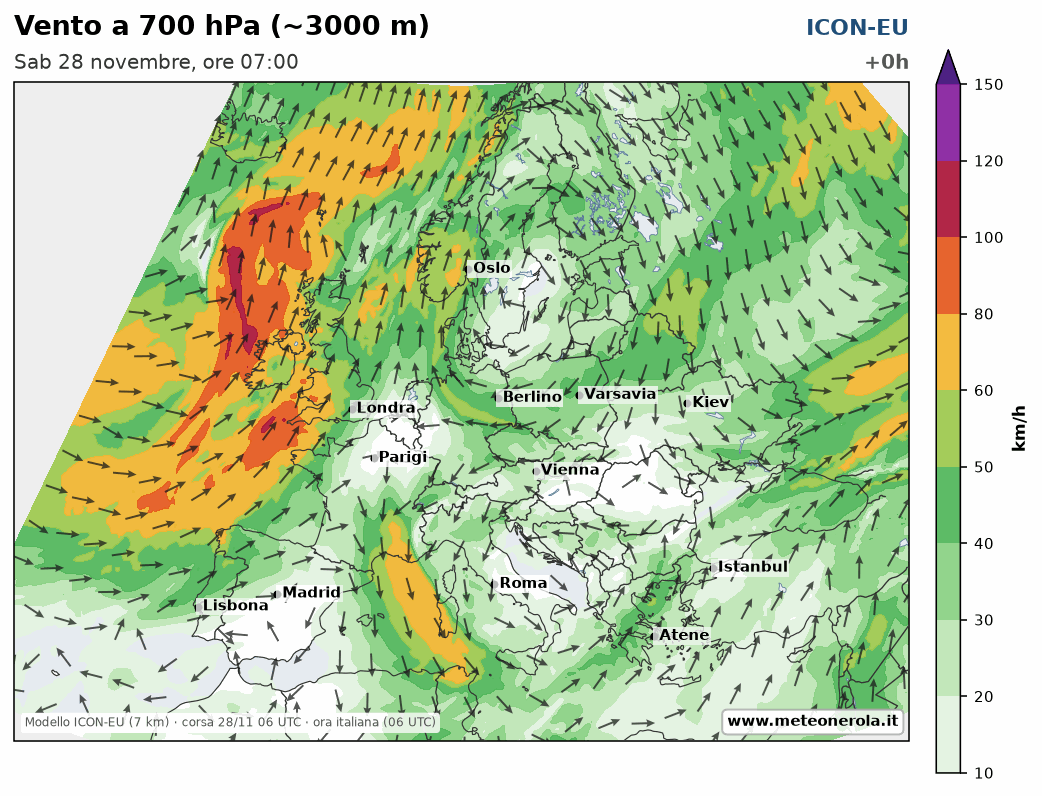 Vento a 700 hPa (~3000 m)
ICON-EU
Sab 28 novembre, ore 07:00
+0h
150
120
100
80
60
50
40
30
20
10
km/h
Oslo
Berlino
Varsavia
Kiev
Londra
Parigi
Vienna
Roma
Istanbul
Madrid
Lisbona
Atene
Modello ICON-EU (7 km) · corsa 28/11 06 UTC · ora italiana (06 UTC)
www.meteonerola.it